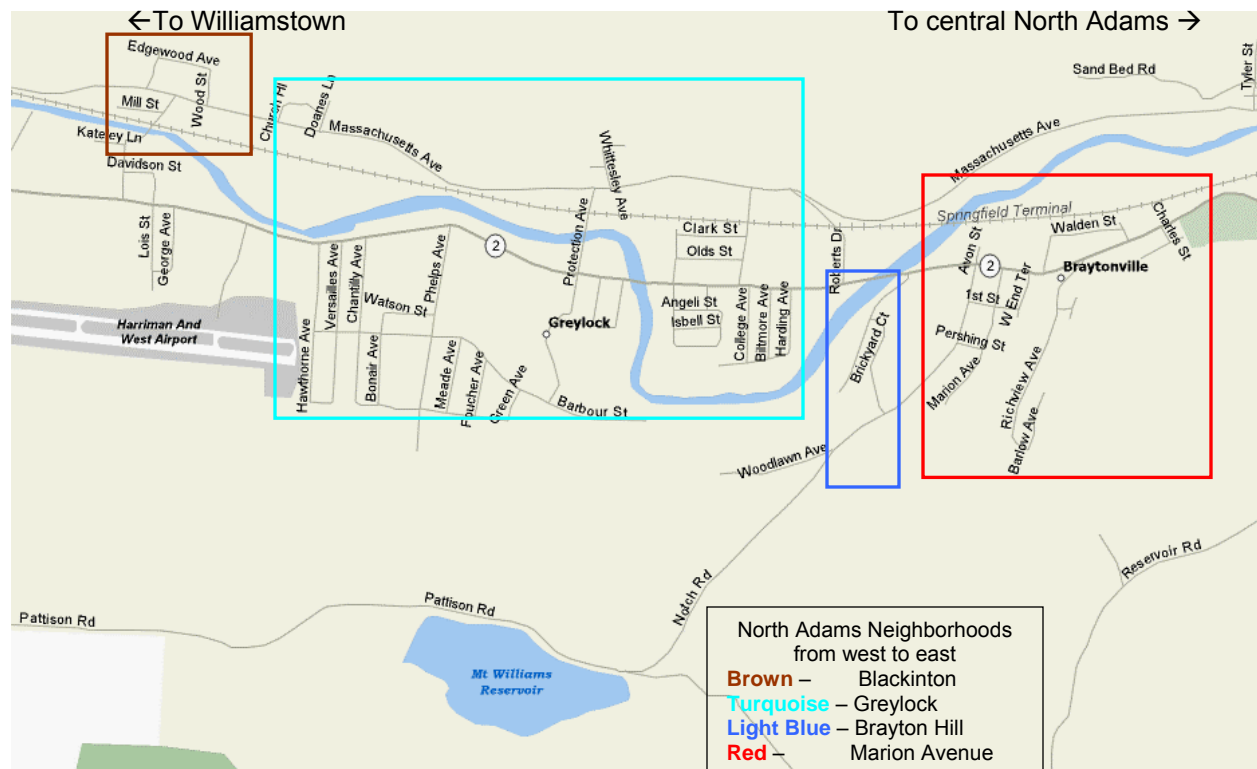 ←To Williamstown
To central North Adams →
Edgewood Ave
Wood St
Mill St
Church Hl
Doanes Ln
Massachusetts Ave
Kateley Ln
Davidson St
Lois St
George Ave
Whittesley Ave
Protection Ave
Sand Bed Rd
Tyler St
Massachusetts Ave
Springfield Terminal
Clark St
Olds St
Roberts Dr
Avon St
Walden St
Charles St
2
2
Braytonville
1st St
W End Ter
Pershing St
Marion Ave
Richview Ave
Barlow Ave
Brickyard Ct
Angeli St
Isbell St
College Ave
Biltmore Ave
Harding Ave
Harriman And
West Airport
Hawthorne Ave
Versailles Ave
Chantilly Ave
Watson St
Phelps Ave
Bonair Ave
Meade Ave
Foucher Ave
Green Ave
Greylock
Barbour St
Woodlawn Ave
Notch Rd
Reservoir Rd
Pattison Rd
Pattison Rd
Mt Williams
Reservoir
North Adams Neighborhoods
from west to east
Brown – Blackinton
Turquoise – Greylock
Light Blue – Brayton Hill
Red – Marion Avenue